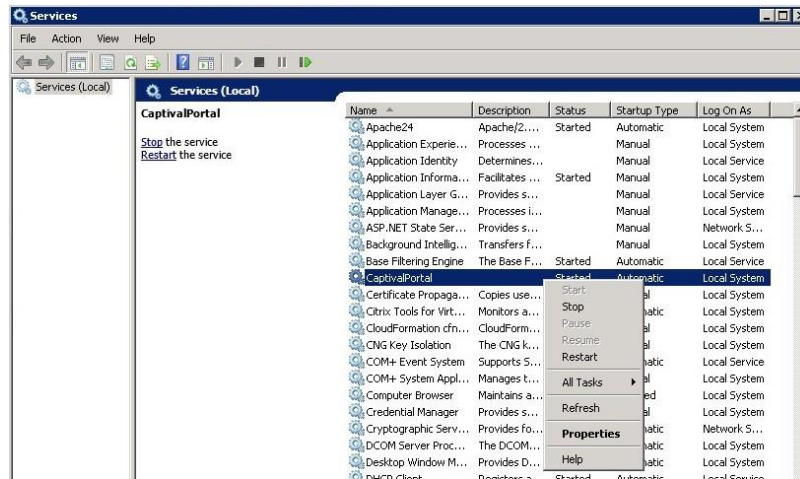 Services
File Action View Help
Services (Local)
Services (Local)
CaptivalPortal
Stop the service
Restart the service
Name Description Status Startup Type Log On As
Apache24 Apache/2.... Started Automatic Local System
Application Experie... Processes ... Manual Local System
Application Identity Determines... Manual Local Service
Application Informa... Facilitates ... Started Manual Local System
Application Layer G... Provides s... Manual Local Service
Application Manage... Processes i... Manual Local System
ASP.NET State Ser... Provides s... Manual Network S...
Background Intellig... Transfers f... Manual Local System
Base Filtering Engine The Base F... Started Automatic Local Service
CaptivalPortal Started Automatic Local System
Certificate Propaga... Copies use... Local System
Citrix Tools for Virt... Monitors a... Local System
CloudFormation cfn... CloudForm... Local System
CNG Key Isolation The CNG k... Local System
COM+ Event System Supports S... Local Service
COM+ System Appl... Manages t... Local System
Computer Browser Maintains a... Local System
Credential Manager Provides s... Local System
Cryptographic Serv... Provides fo... Network S...
DCOM Server Proc... The DCOM... Local System
Desktop Window M... Provides D... Local System
DHCP Client Registers a Started Automatic Local Service
Start
Stop
Pause
Resume
Restart
All Tasks
Refresh
Properties
Help